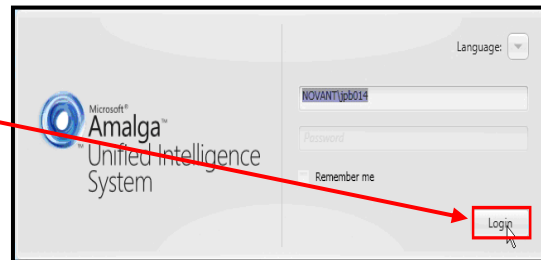 Language:
NOVANT\jpb014
Microsoft®
Amalga™
Password
Unified Intelligence
System
Remember me
Login